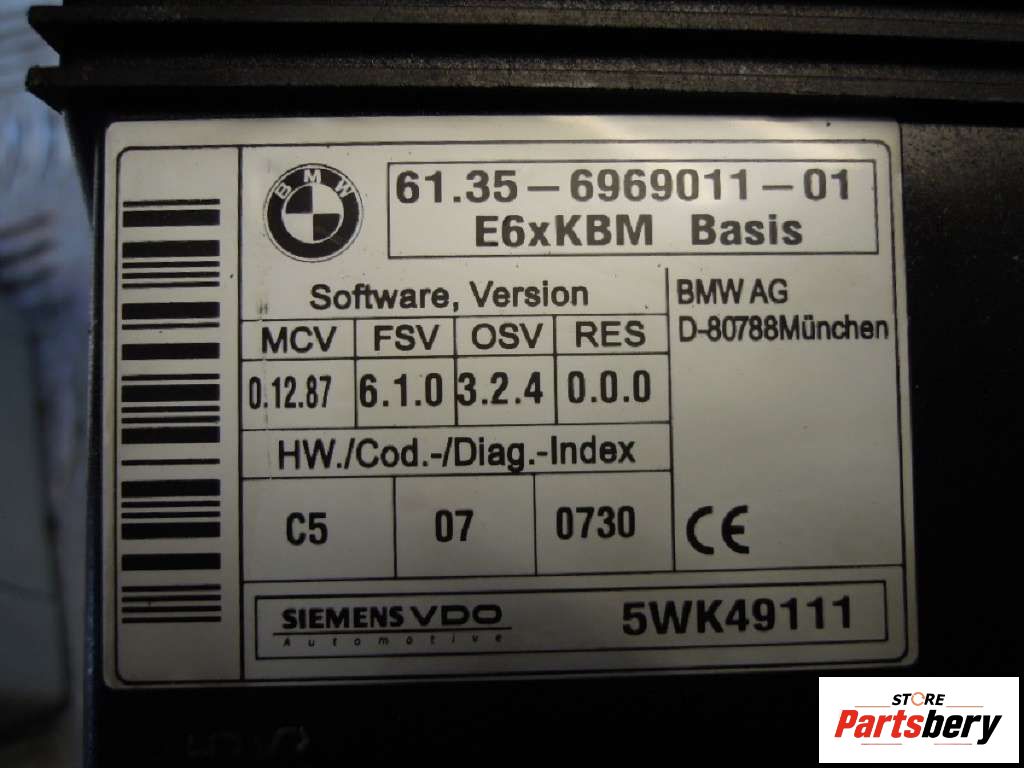 BMW
61.35-6969011-01
E6xKBM Basis
Software, Version
MCV FSV OSV RES
0.12.87 6.1.0 3.2.4 0.0.0
HW./Cod.-/Diag.-Index
C5 07 0730
BMW AG
D-80788München
CE
SIEMENS VDO
Automotive
5WK49111
STORE
Partsbery